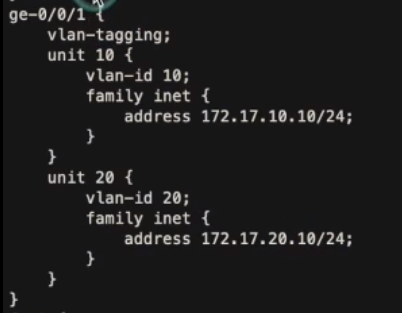 ge-0/0/1 {
    vlan-tagging;
    unit 10 {
        vlan-id 10;
        family inet {
            address 172.17.10.10/24;
        }
    }
    unit 20 {
        vlan-id 20;
        family inet {
            address 172.17.20.10/24;
        }
    }
}